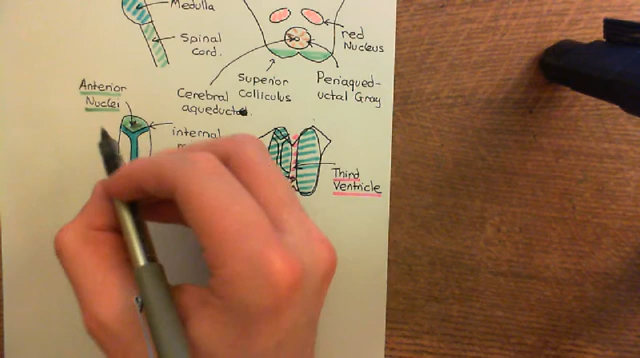 Medulla
Spinal
Cord.
red
Nucleus
Superior
Colliculus
Periaqued-
uctal Gray
Cerebral
aqueduct
Anterior
Nuclei
internal
Third
Ventricle